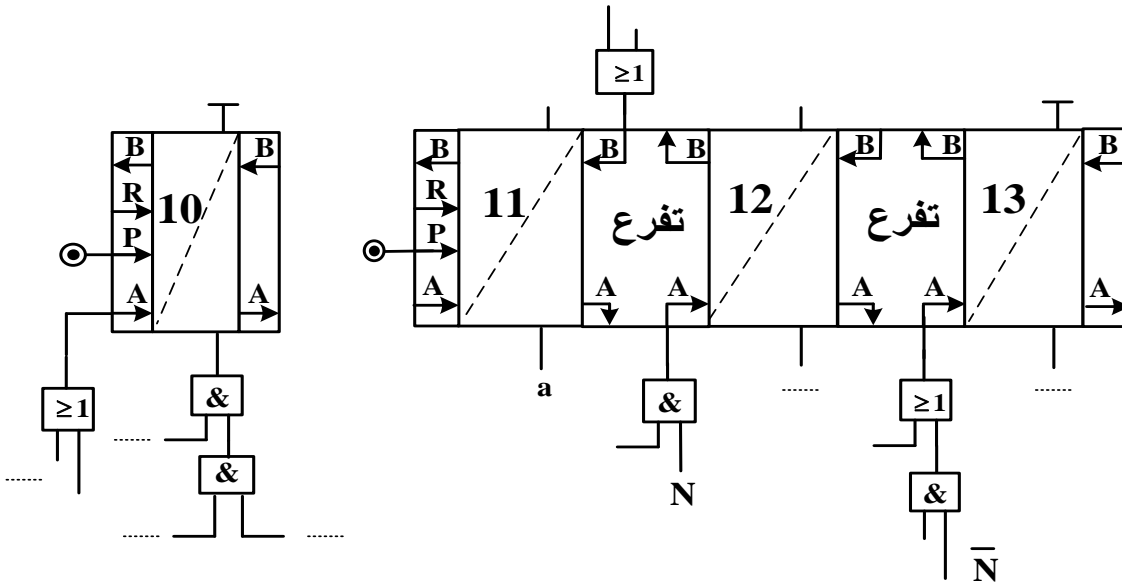 ≥1
B B
R
10
P
A A
≥1
&
&
........
........
........ ........
B B B B B B
R
11 12 13
تفرع تفرع
P
A A A A A A
a
........
........
&
≥1
N
&
N̅